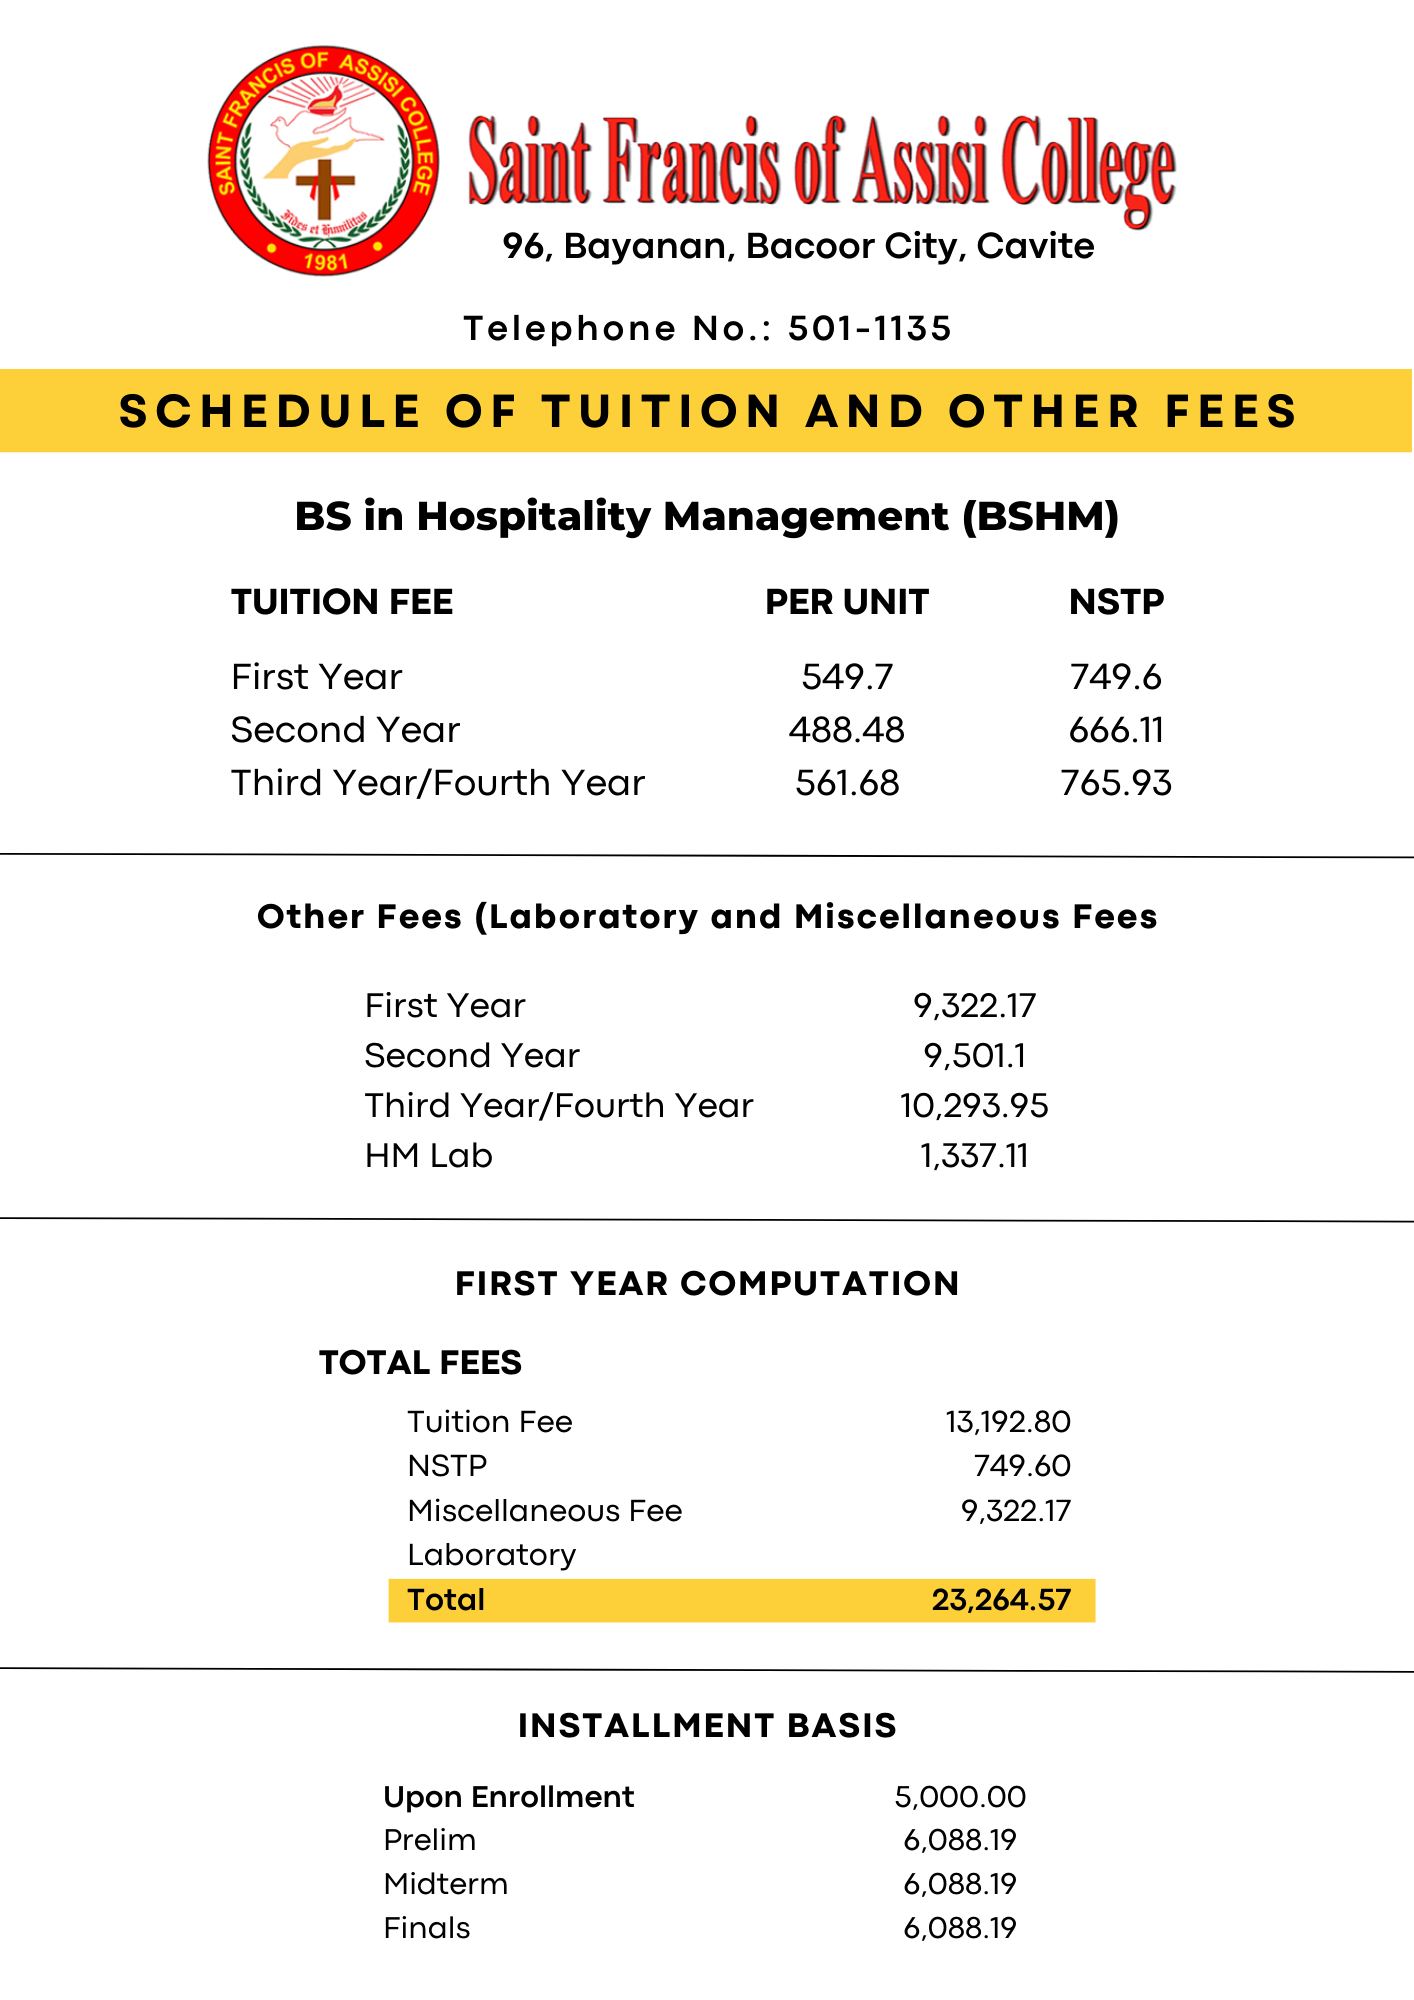 SAINT FRANCIS OF ASSISI COLLEGE
Fides et Humilitas
1981
Saint Francis of Assisi College
96, Bayanan, Bacoor City, Cavite
Telephone No.: 501-1135
SCHEDULE OF TUITION AND OTHER FEES
BS in Hospitality Management (BSHM)
TUITION FEE PER UNIT NSTP
First Year 549.7 749.6
Second Year 488.48 666.11
Third Year/Fourth Year 561.68 765.93
Other Fees (Laboratory and Miscellaneous Fees
First Year 9,322.17
Second Year 9,501.1
Third Year/Fourth Year 10,293.95
HM Lab 1,337.11
FIRST YEAR COMPUTATION
TOTAL FEES
Tuition Fee 13,192.80
NSTP 749.60
Miscellaneous Fee 9,322.17
Laboratory
Total 23,264.57
INSTALLMENT BASIS
Upon Enrollment 5,000.00
Prelim 6,088.19
Midterm 6,088.19
Finals 6,088.19